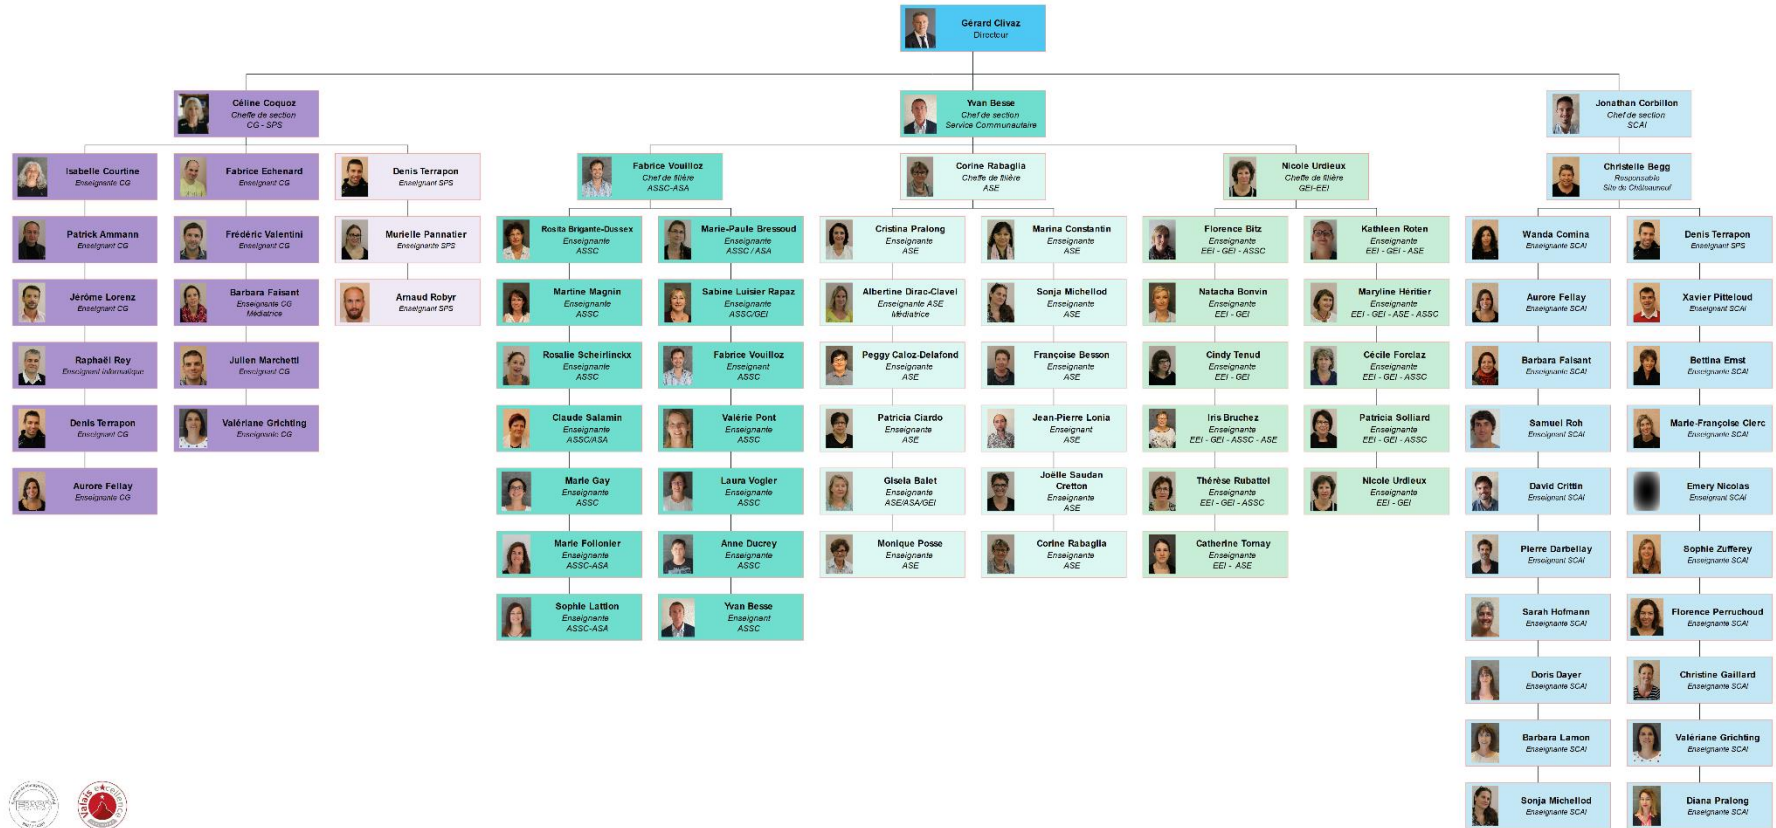 Gérard Clivaz
Directeur
Céline Coquoz
Cheffe de section
CG - SPS
Yvan Besse
Chef de section
Service Communautaire
Jonathan Corbillon
Chef de section
SCAI
Isabelle Courtine
Enseignante CG
Fabrice Echenard
Enseignant CG
Denis Terrapon
Enseignant SPS
Fabrice Vouilloz
Chef de filière
ASSC-ASA
Corine Rabaglia
Cheffe de filière
ASE
Nicole Urdieux
Cheffe de filière
GEI-EEI
Christelle Begg
Responsable
Site de Châteauneuf
Patrick Ammann
Enseignant CG
Frédéric Valentini
Enseignant CG
Murielle Pannatier
Enseignante SPS
Rosita Brigante-Dussex
Enseignante
ASSC
Marie-Paule Bressoud
Enseignante
ASSC / ASA
Cristina Pralong
Enseignante
ASE
Marina Constantin
Enseignante
ASE
Florence Bitz
Enseignante
EEI - GEI - ASSC
Kathleen Roten
Enseignante
EEI - GEI - ASE
Wanda Comina
Enseignante SCAI
Denis Terrapon
Enseignant SPS
Jérôme Lorenz
Enseignant CG
Barbara Faisant
Enseignante CG
Médiatrice
Arnaud Robyr
Enseignant SPS
Martine Magnin
Enseignante
ASSC
Sabine Luisier Rapaz
Enseignante
ASSC/GEI
Albertine Dirac-Clavel
Enseignante ASE
Médiatrice
Sonja Michellod
Enseignante
ASE
Natacha Bonvin
Enseignante
EEI - GEI
Maryline Héritier
Enseignante
EEI - GEI - ASE - ASSC
Aurore Fellay
Enseignante SCAI
Xavier Pitteloud
Enseignant SCAI
Raphaël Rey
Enseignant informatique
Julien Marchetti
Enseignant CG
Rosalie Scheirlinckx
Enseignante
ASSC
Fabrice Vouilloz
Enseignant
ASSC
Peggy Caloz-Delafond
Enseignante
ASE
Françoise Besson
Enseignante
ASE
Cindy Tenud
Enseignante
EEI - GEI
Cécile Forclaz
Enseignante
EEI - GEI - ASSC
Barbara Faisant
Enseignante SCAI
Bettina Ernst
Enseignante SCAI
Denis Terrapon
Enseignant CG
Valériane Grichting
Enseignante CG
Claude Salamin
Enseignante
ASSC/ASA
Valérie Pont
Enseignante
ASSC
Patricia Ciardo
Enseignante
ASE
Jean-Pierre Lonia
Enseignant
ASE
Iris Bruchez
Enseignante
EEI - GEI - ASSC - ASE
Patricia Solliard
Enseignante
EEI - GEI - ASSC
Samuel Roh
Enseignant SCAI
Marie-Françoise Clerc
Enseignante SCAI
Aurore Fellay
Enseignante CG
Marie Gay
Enseignante
ASSC
Laura Vogler
Enseignante
ASSC
Gisela Balet
Enseignante
ASE/ASA/GEI
Joëlle Saudan
Cretton
Enseignante
ASE
Thérèse Rubattel
Enseignante
EEI - GEI - ASSC
Nicole Urdieux
Enseignante
EEI - GEI
David Crittin
Enseignant SCAI
Emery Nicolas
Enseignant SCAI
Marie Follonier
Enseignante
ASSC-ASA
Anne Ducrey
Enseignante
ASSC
Monique Posse
Enseignante
ASE
Corine Rabaglia
Enseignante
ASE
Catherine Tornay
Enseignante
EEI - ASE
Pierre Darbellay
Enseignant SCAI
Sophie Zufferey
Enseignante SCAI
Sophie Lattion
Enseignante
ASSC-ASA
Yvan Besse
Enseignant
ASSC
Sarah Hofmann
Enseignante SCAI
Florence Perruchoud
Enseignante SCAI
Doris Dayer
Enseignante SCAI
Christine Gaillard
Enseignante SCAI
Barbara Lamon
Enseignante SCAI
Valériane Grichting
Enseignante SCAI
Sonja Michellod
Enseignante SCAI
Diana Pralong
Enseignante SCAI
Valais excellence